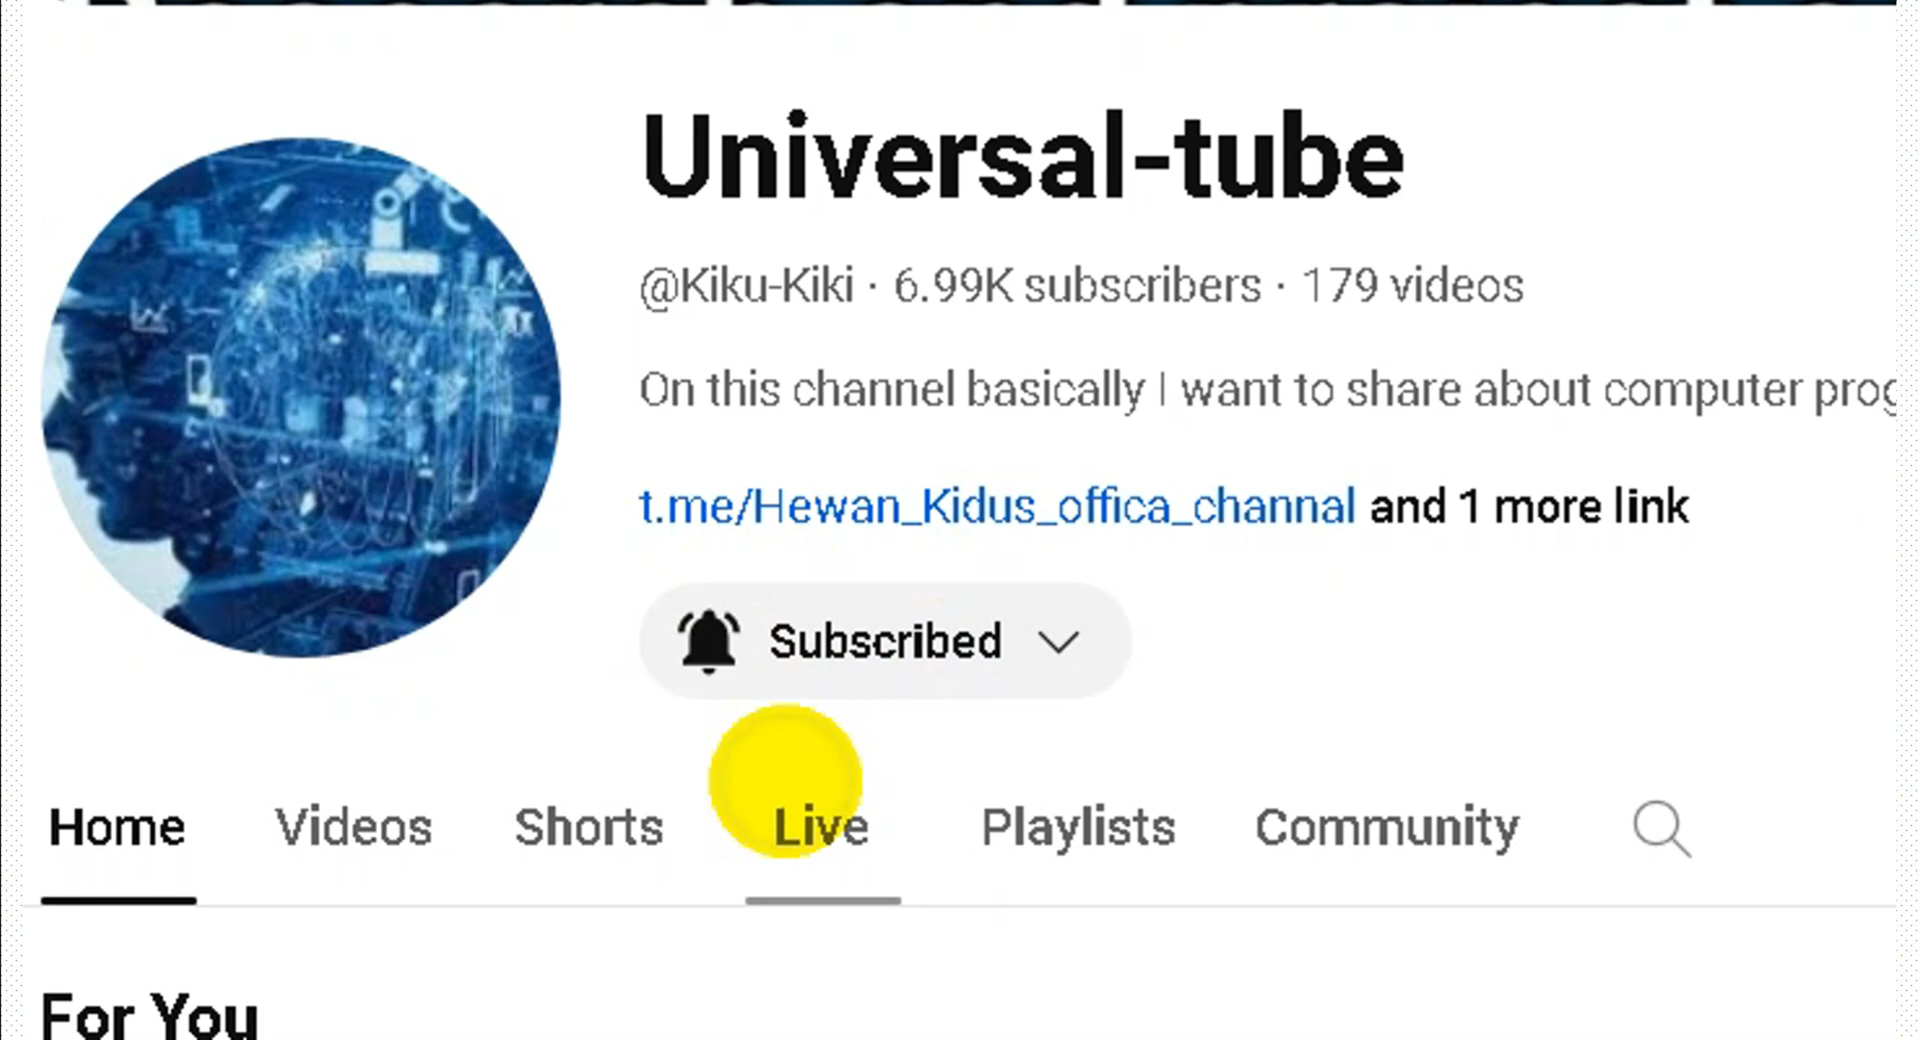 Universal-tube
@Kiku-Kiki · 6.99K subscribers · 179 videos
On this channel basically I want to share about computer prog
t.me/Hewan_Kidus_offica_channal and 1 more link
Subscribed
Home Videos Shorts Live Playlists Community
For You